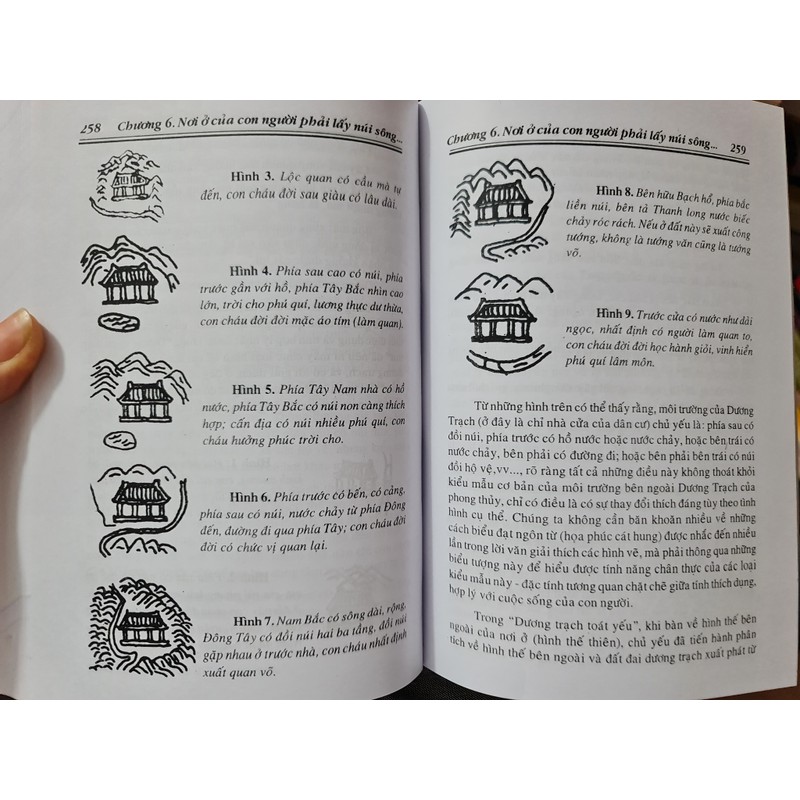 258 Chương 6. Nơi ở của con người phải lấy núi sông...
Hình 3. Lộc quan có cầu mà tự
đến, con cháu đời sau giàu có lâu dài.
Hình 4. Phía sau cao có núi, phía
trước gần với hồ, phía Tây Bắc nhìn cao
lớn, trời cho phú quí, lương thực dư thừa,
con cháu đời đời mặc áo tím (làm quan).
Hình 5. Phía Tây Nam nhà có hồ
nước, phía Tây Bắc có núi non càng thích
hợp; cần địa có núi nhiều phú quí, con
cháu hưởng phúc trời cho.
Hình 6. Phía trước có bến, có cảng,
phía sau có núi, nước chảy từ phía Đông
đến, đường đi qua phía Tây; con cháu đời
đời có chức vị quan lại.
Hình 7. Nam Bắc có sông dài, rộng,
Đông Tây có đồi núi hai ba tầng, đồi núi
gặp nhau ở trước nhà, con cháu nhất định
xuất quan võ.
Chương 6. Nơi ở của con người phải lấy núi sông... 259
Hình 8. Bên hữu Bạch hổ, phía bắc
liền núi, bên tả Thanh long nước biếc
chảy róc rách. Nếu ở đất này sẽ xuất công
tướng, không là tướng văn cũng là tướng
võ.
Hình 9. Trước cửa có nước như dải
ngọc, nhất định có người làm quan to,
con cháu đời đời học hành giỏi, vinh hiển
phú quí lâm môn.
Từ những hình trên có thể thấy rằng, môi trường của Dương
Trạch (ở đây là chỉ nhà cửa của dân cư) chủ yếu là: phía sau có
đồi núi, phía trước có hồ nước hoặc nước chảy, hoặc bên trái có
nước chảy, bên phải có đường đi; hoặc bên phải bên trái có núi
đồi hộ vệ,vv..., rõ ràng tất cả những điều này không thoát khỏi
kiểu mẫu cơ bản của môi trường bên ngoài Dương Trạch của
phong thủy, chỉ có điều là có sự thay đổi thích đáng tùy theo tình
hình cụ thể. Chúng ta không cần băn khoăn nhiều về những
cách biểu đạt ngôn từ (họa phúc cát hung) được nhắc đến nhiều
lần trong lời văn giải thích các hình vẽ, mà phải thông qua những
biểu tượng này để hiểu được tính năng chân thực của các loại
kiểu mẫu này - đặc tính tương quan chặt chẽ giữa tính thích dụng,
hợp lý với cuộc sống của con người.
Trong “Dương trạch toát yếu”, khi bàn về hình thế bên
ngoài của nơi ở (hình thế thiên), chủ yếu đã tiến hành phân
tích về hình thế bên ngoài và đất đai dương trạch xuất phát từ